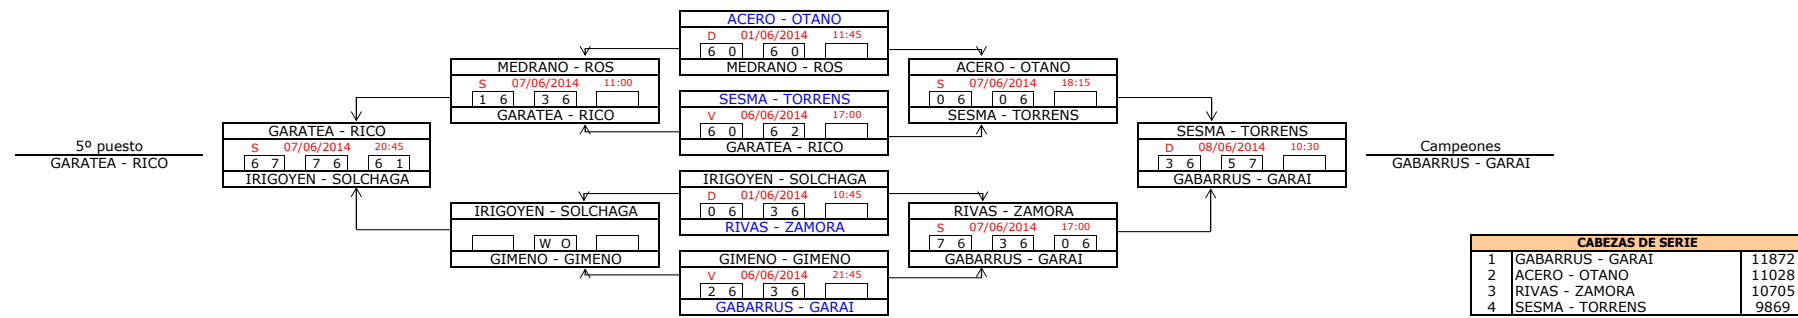 ACERO - OTANO
D 01/06/2014 11:45
6 0 6 0
MEDRANO - ROS
MEDRANO - ROS
S 07/06/2014 11:00
1 6 3 6
GARATEA - RICO
ACERO - OTANO
S 07/06/2014 18:15
0 6 0 6
SESMA - TORRENS
SESMA - TORRENS
V 06/06/2014 17:00
6 0 6 2
GARATEA - RICO
GARATEA - RICO
S 07/06/2014 20:45
6 7 7 6 6 1
IRIGOYEN - SOLCHAGA
SESMA - TORRENS
D 08/06/2014 10:30
3 6 5 7
GABARRUS - GARAI
5º puesto
GARATEA - RICO
Campeones
GABARRUS - GARAI
IRIGOYEN - SOLCHAGA
D 01/06/2014 10:45
0 6 3 6
RIVAS - ZAMORA
IRIGOYEN - SOLCHAGA
W O
GIMENO - GIMENO
RIVAS - ZAMORA
S 07/06/2014 17:00
7 6 3 6 0 6
GABARRUS - GARAI
GIMENO - GIMENO
V 06/06/2014 21:45
2 6 3 6
GABARRUS - GARAI
CABEZAS DE SERIE
1 GABARRUS - GARAI 11872
2 ACERO - OTANO 11028
3 RIVAS - ZAMORA 10705
4 SESMA - TORRENS 9869